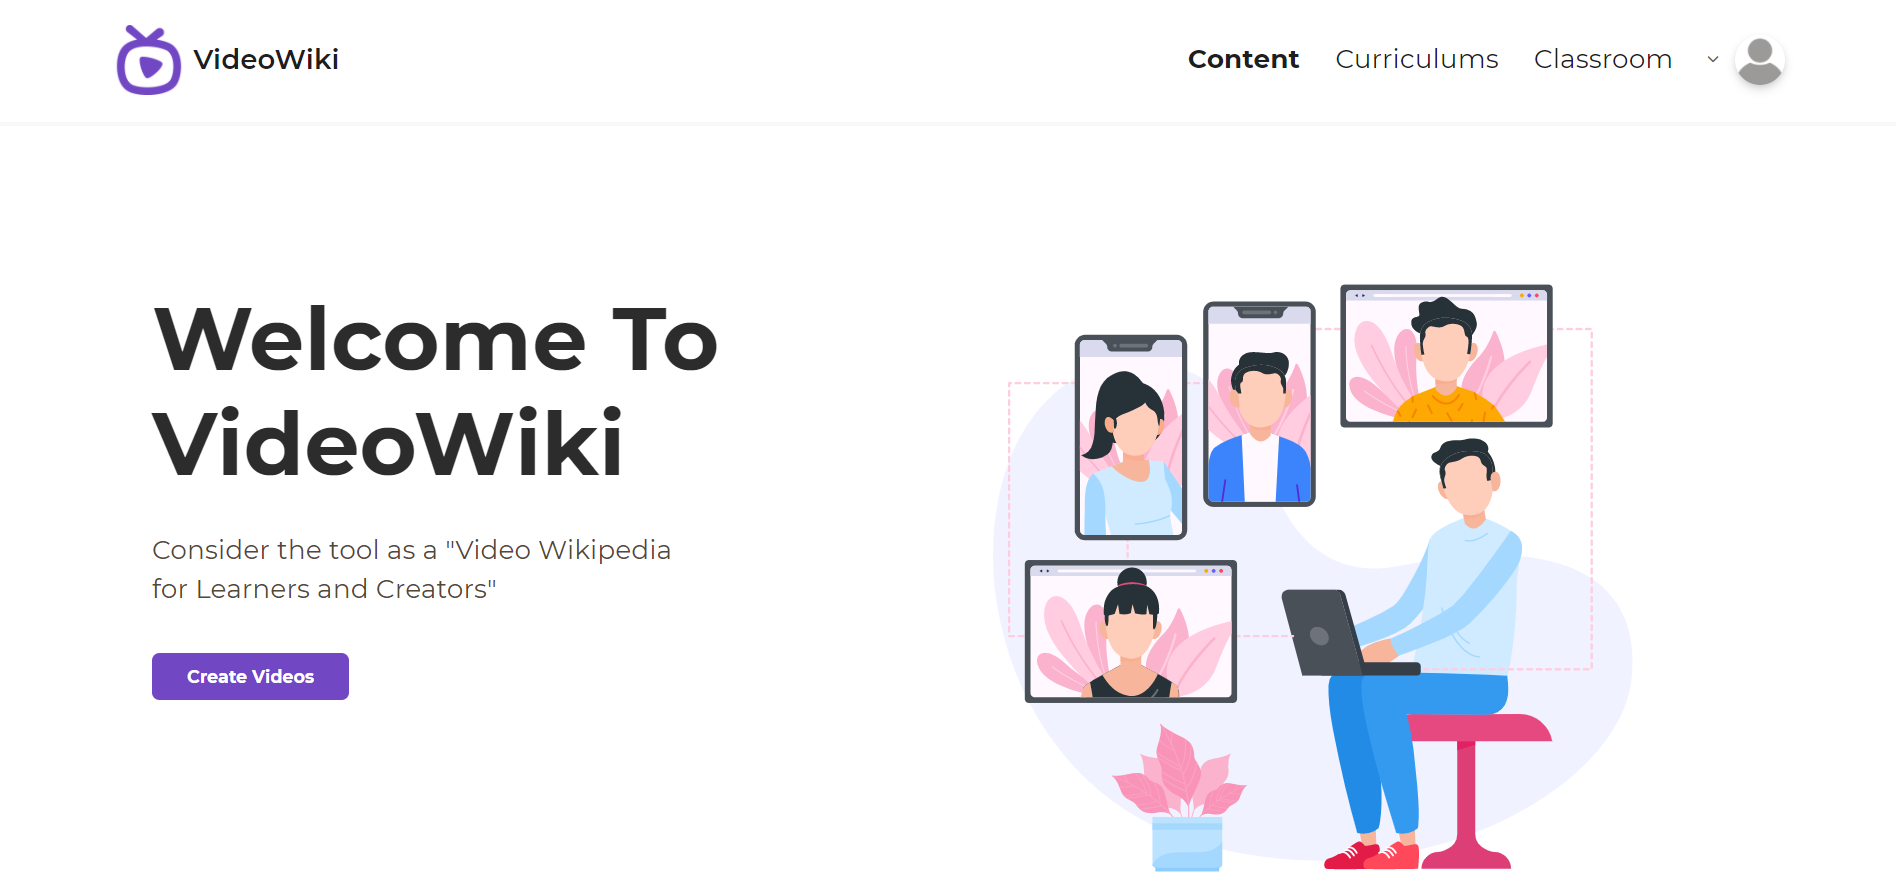 VideoWiki
Content
Curriculums
Classroom
Welcome To
VideoWiki
Consider the tool as a "Video Wikipedia
for Learners and Creators"
Create Videos